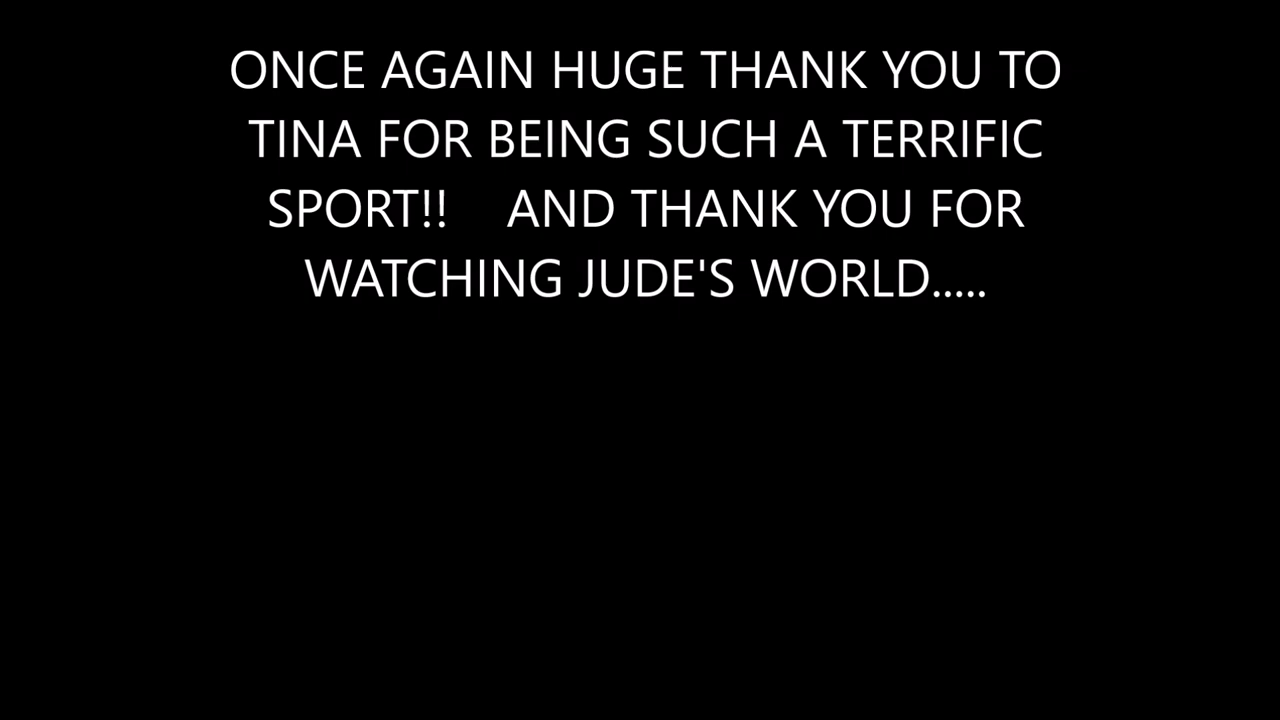 ONCE AGAIN HUGE THANK YOU TO
TINA FOR BEING SUCH A TERRIFIC
SPORT!! AND THANK YOU FOR
WATCHING JUDE'S WORLD.....